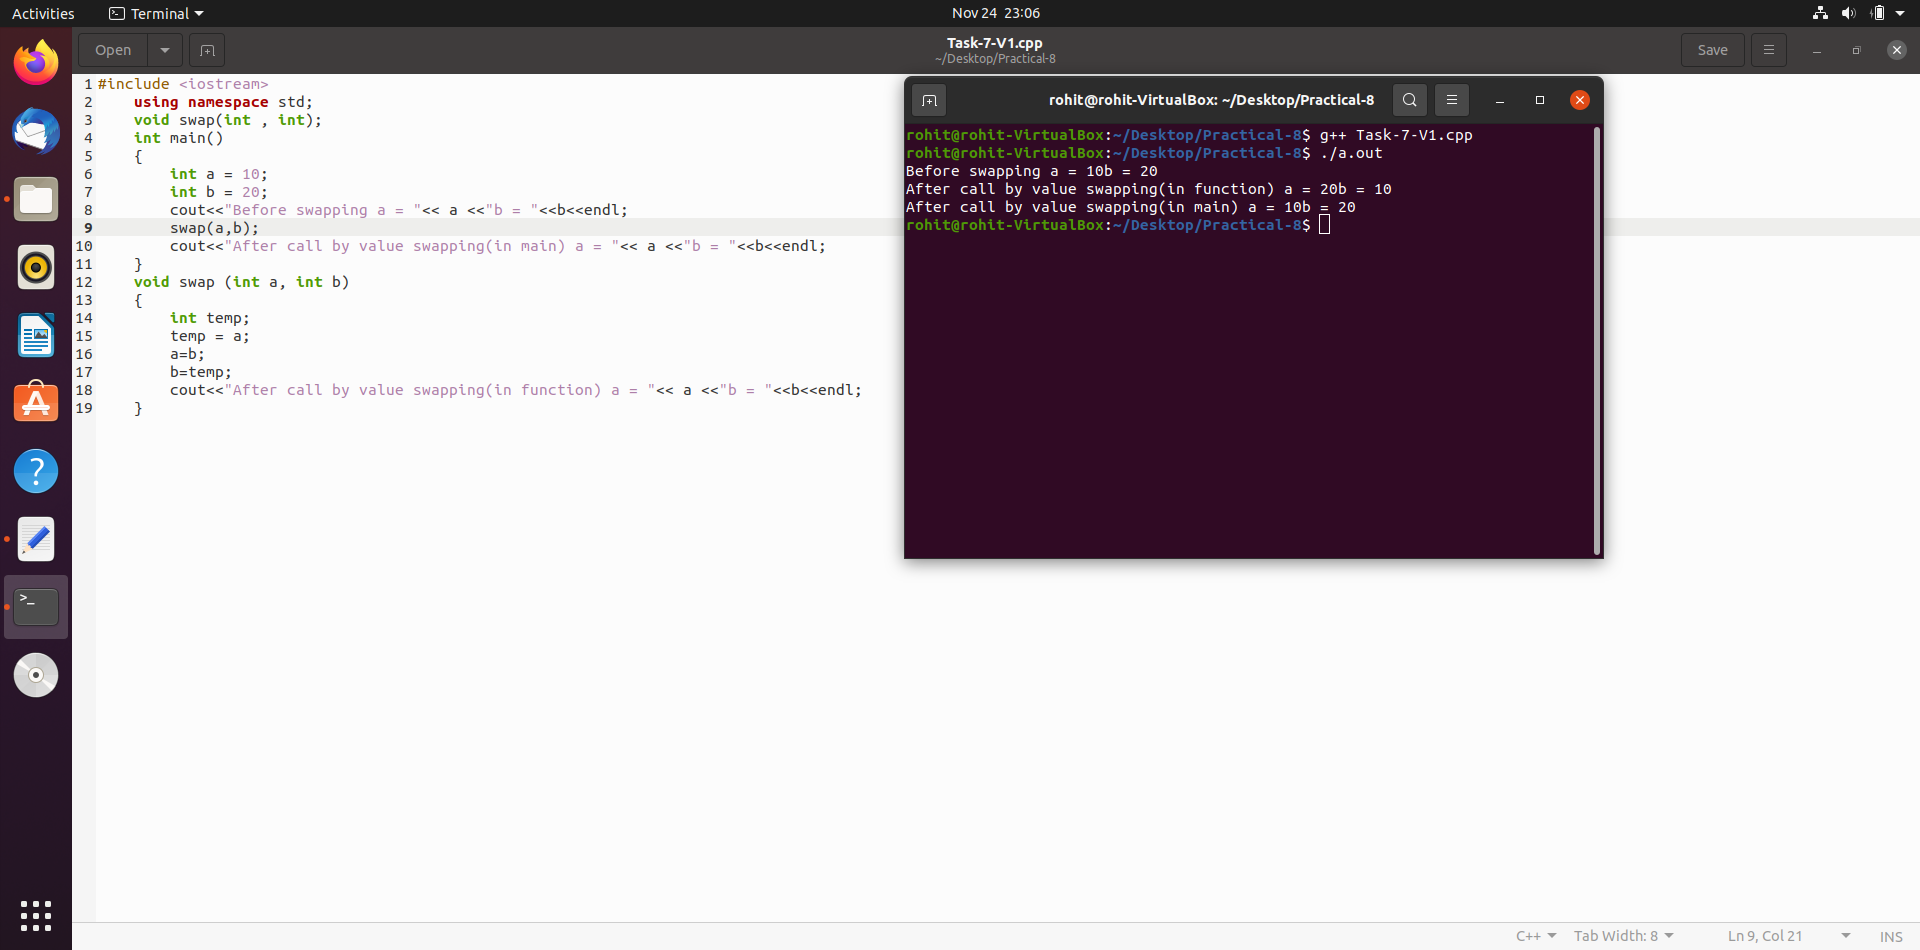 Activities
Terminal
Nov 24 23:06
Open
Task-7-V1.cpp
~/Desktop/Practical-8
Save
1 #include <iostream>
2     using namespace std;
3     void swap(int , int);
4     int main()
5     {
6         int a = 10;
7         int b = 20;
8         cout<<"Before swapping a = "<< a <<"b = "<<b<<endl;
9         swap(a,b);
10         cout<<"After call by value swapping(in main) a = "<< a <<"b = "<<b<<endl;
11     }
12     void swap (int a, int b)
13     {
14         int temp;
15         temp = a;
16         a=b;
17         b=temp;
18         cout<<"After call by value swapping(in function) a = "<< a <<"b = "<<b<<endl;
19     }
rohit@rohit-VirtualBox: ~/Desktop/Practical-8
rohit@rohit-VirtualBox:~/Desktop/Practical-8$ g++ Task-7-V1.cpp
rohit@rohit-VirtualBox:~/Desktop/Practical-8$ ./a.out
Before swapping a = 10b = 20
After call by value swapping(in function) a = 20b = 10
After call by value swapping(in main) a = 10b = 20
rohit@rohit-VirtualBox:~/Desktop/Practical-8$
C++
Tab Width: 8
Ln 9, Col 21
INS